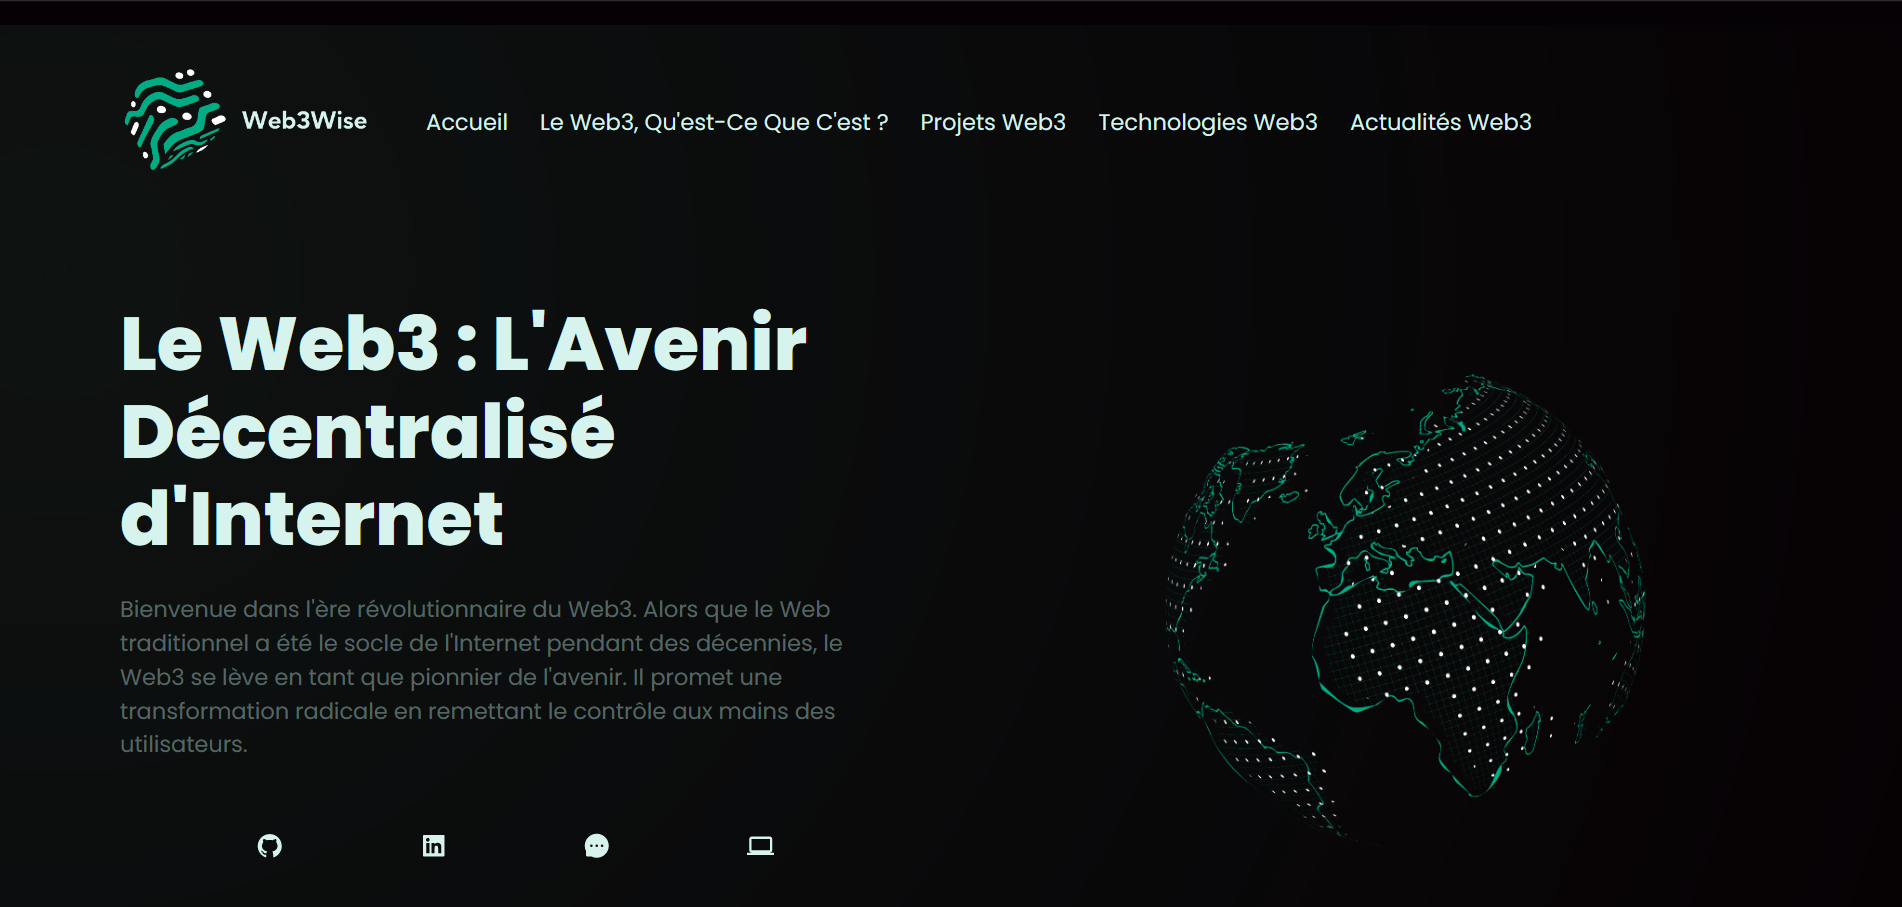 Web3Wise
Accueil
Le Web3, Qu'est-Ce Que C'est ?
Projets Web3
Technologies Web3
Actualités Web3
Le Web3 : L'Avenir
Décentralisé
d'Internet
Bienvenue dans l'ère révolutionnaire du Web3. Alors que le Web
traditionnel a été le socle de l'Internet pendant des décennies, le
Web3 se lève en tant que pionnier de l'avenir. Il promet une
transformation radicale en remettant le contrôle aux mains des
utilisateurs.
in